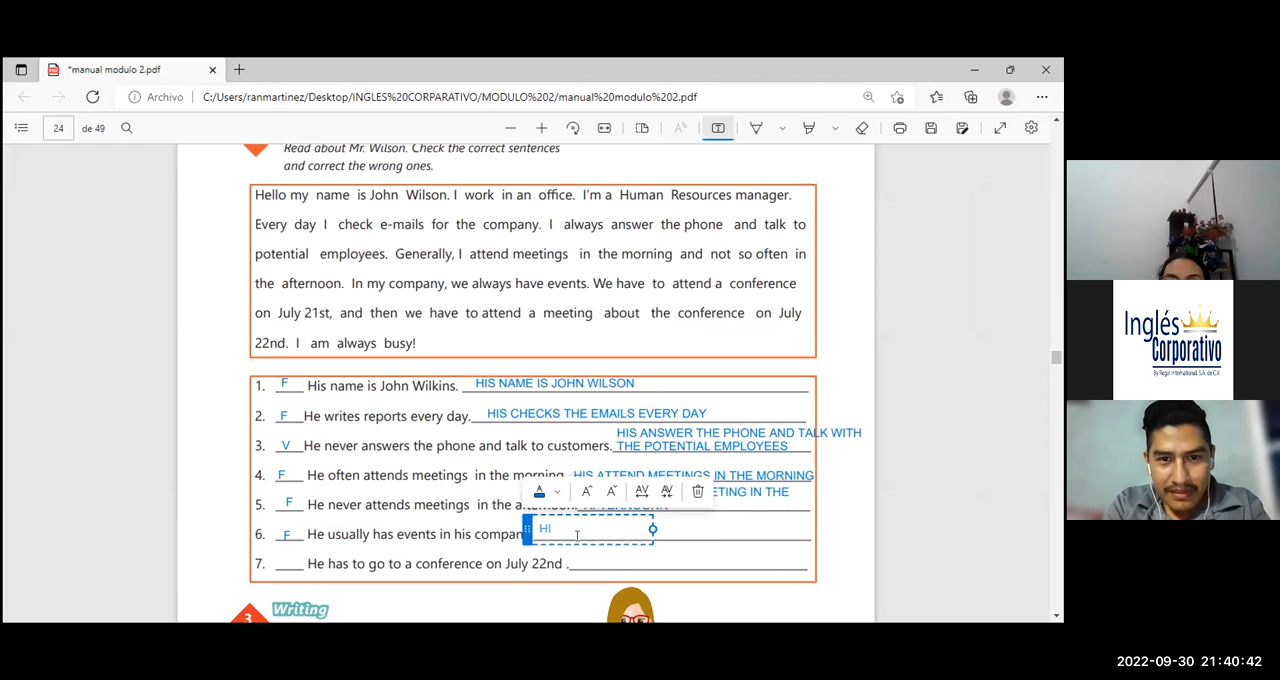 *manual modulo 2.pdf
Archivo
C:/Users/ranmartinez/Desktop/INGLES%20CORPARATIVO/MODULO%202/manual%20modulo%202.pdf
24 de 49
Read about Mr. Wilson. Check the correct sentences
and correct the wrong ones.
Hello my name is John Wilson. I work in an office. I'm a Human Resources manager.
Every day I check e-mails for the company. I always answer the phone and talk to
potential employees. Generally, I attend meetings in the morning and not so often in
the afternoon. In my company, we always have events. We have to attend a conference
on July 21st, and then we have to attend a meeting about the conference on July
22nd. I am always busy!
1. F His name is John Wilkins. HIS NAME IS JOHN WILSON
2. F He writes reports every day. HIS CHECKS THE EMAILS EVERY DAY
3. V He never answers the phone and talk to customers. HIS ANSWER THE PHONE AND TALK WITH
THE POTENTIAL EMPLOYEES
4. F He often attends meetings in the morning HIS ATTEND MEETINGS IN THE MORNING
ETING IN THE
5. F He never attends meetings in the
6. F He usually has events in his compan HI
7. He has to go to a conference on July 22nd .
3 Writing
Inglés
Corporativo
By Regal International, S.A. de C.V.
2022-09-30 21:40:42